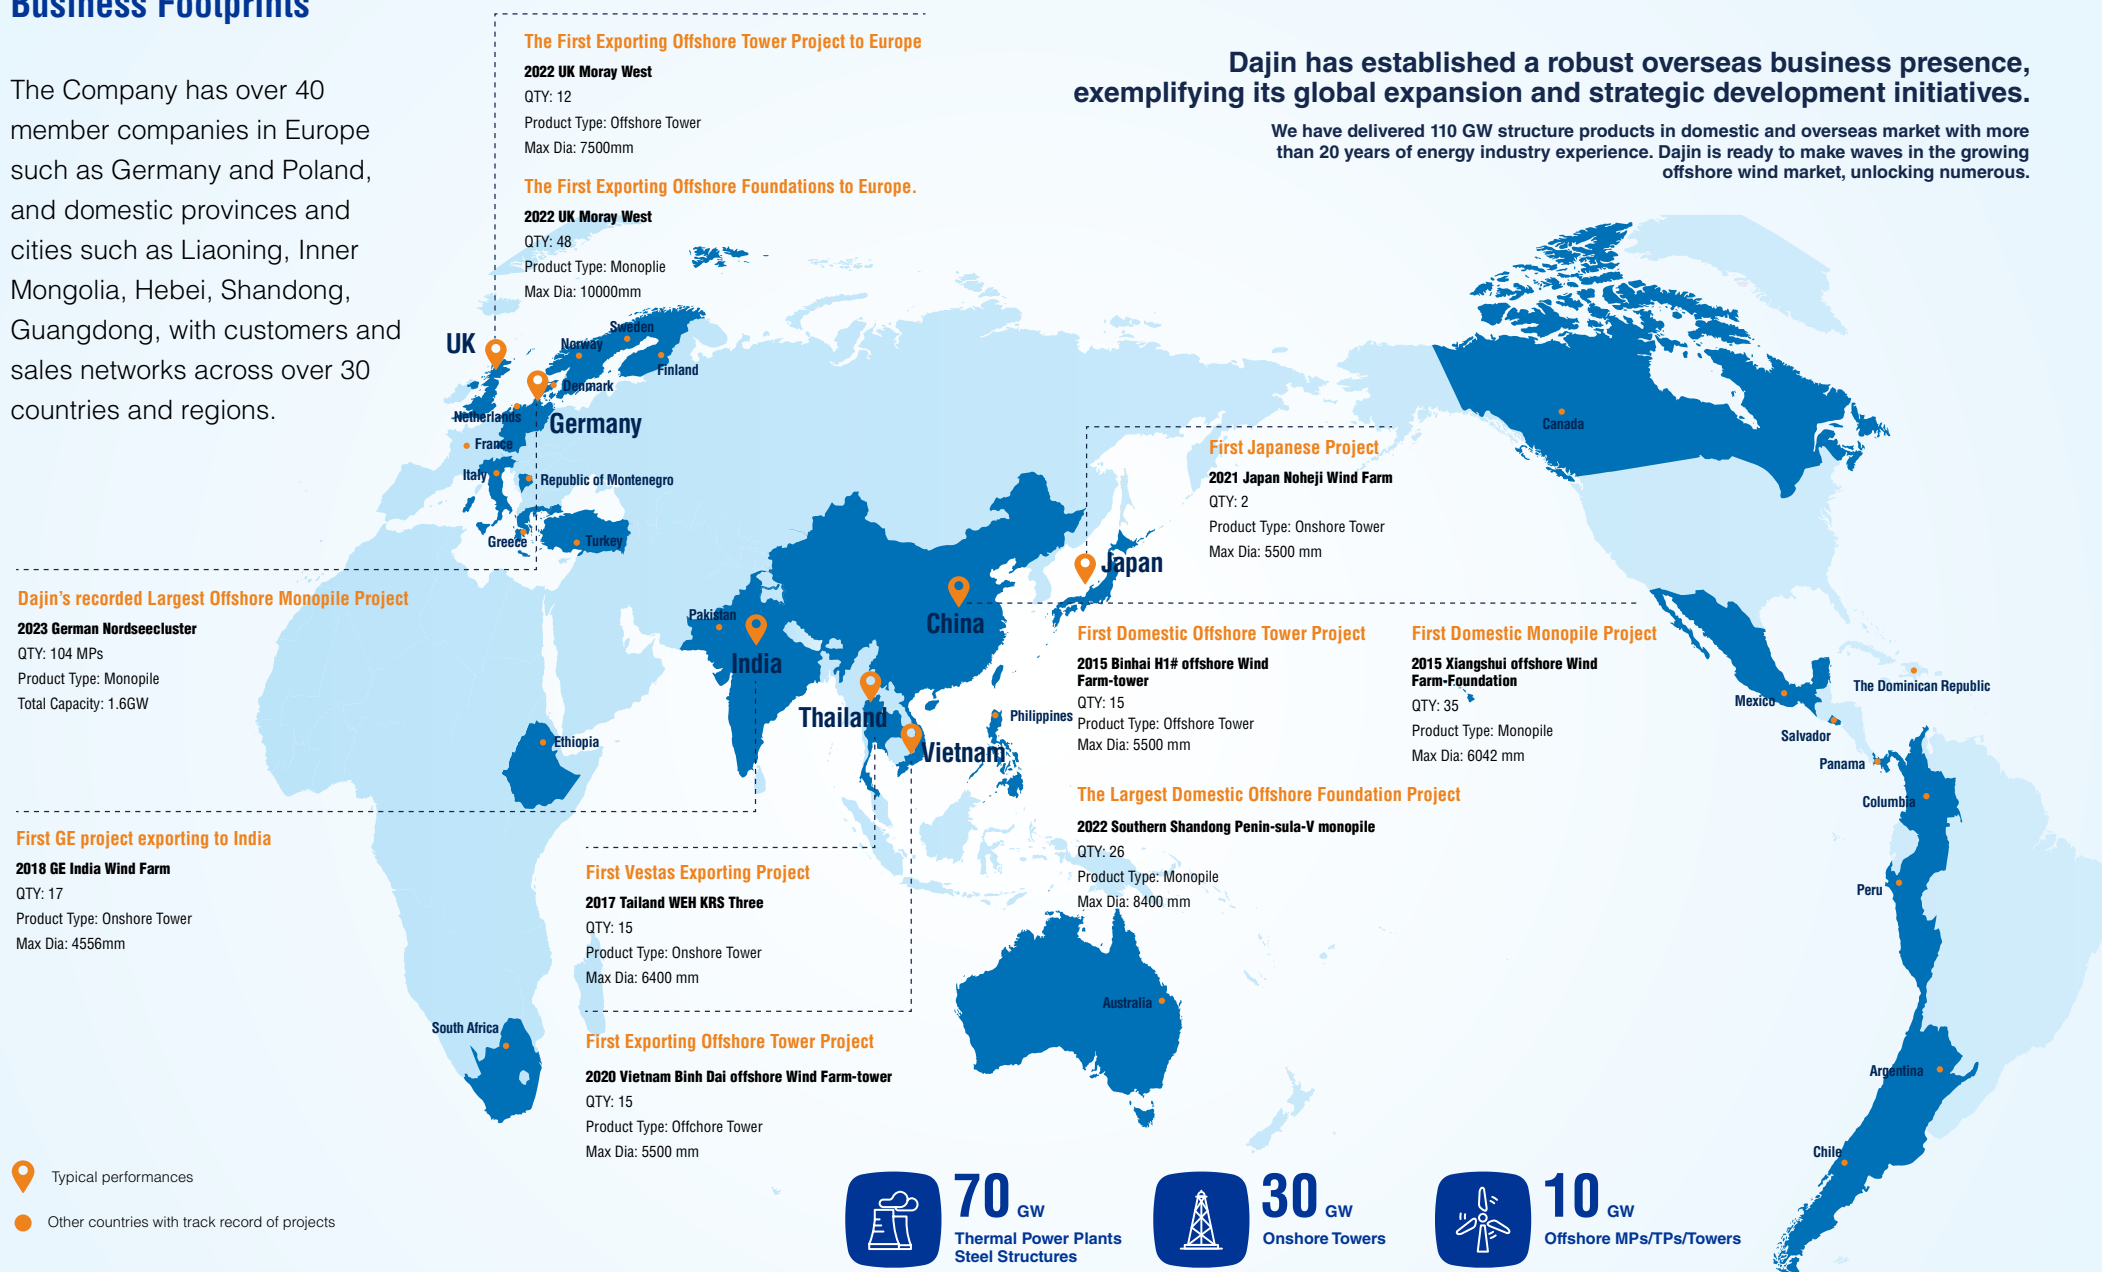 Business Footprints
The Company has over 40
member companies in Europe
such as Germany and Poland,
and domestic provinces and
cities such as Liaoning, Inner
Mongolia, Hebei, Shandong,
Guangdong, with customers and
sales networks across over 30
countries and regions.
The First Exporting Offshore Tower Project to Europe
2022 UK Moray West
QTY: 12
Product Type: Offshore Tower
Max Dia: 7500mm
The First Exporting Offshore Foundations to Europe.
2022 UK Moray West
QTY: 48
Product Type: Monoplie
Max Dia: 10000mm
Dajin has established a robust overseas business presence,
exemplifying its global expansion and strategic development initiatives.
We have delivered 110 GW structure products in domestic and overseas market with more
than 20 years of energy industry experience. Dajin is ready to make waves in the growing
offshore wind market, unlocking numerous.
UK
Sweden
Norway
Finland
Denmark
Netherlands
Germany
France
Italy
Republic of Montenegro
Greece
Turkey
Canada
First Japanese Project
2021 Japan Noheji Wind Farm
QTY: 2
Product Type: Onshore Tower
Max Dia: 5500 mm
Japan
China
Pakistan
India
Thailand
Vietnam
Philippines
Dajin's recorded Largest Offshore Monopile Project
2023 German Nordseecluster
QTY: 104 MPs
Product Type: Monopile
Total Capacity: 1.6GW
First Domestic Offshore Tower Project
2015 Binhai H1# offshore Wind
Farm-tower
QTY: 15
Product Type: Offshore Tower
Max Dia: 5500 mm
First Domestic Monopile Project
2015 Xiangshui offshore Wind
Farm-Foundation
QTY: 35
Product Type: Monopile
Max Dia: 6042 mm
The Largest Domestic Offshore Foundation Project
2022 Southern Shandong Penin-sula-V monopile
QTY: 26
Product Type: Monopile
Max Dia: 8400 mm
Mexico
The Dominican Republic
Salvador
Panama
Columbia
Peru
Argentina
Chile
Ethiopia
First GE project exporting to India
2018 GE India Wind Farm
QTY: 17
Product Type: Onshore Tower
Max Dia: 4556mm
First Vestas Exporting Project
2017 Tailand WEH KRS Three
QTY: 15
Product Type: Onshore Tower
Max Dia: 6400 mm
First Exporting Offshore Tower Project
2020 Vietnam Binh Dai offshore Wind Farm-tower
QTY: 15
Product Type: Offchore Tower
Max Dia: 5500 mm
South Africa
Australia
Typical performances
Other countries with track record of projects
70 GW
Thermal Power Plants
Steel Structures
30 GW
Onshore Towers
10 GW
Offshore MPs/TPs/Towers